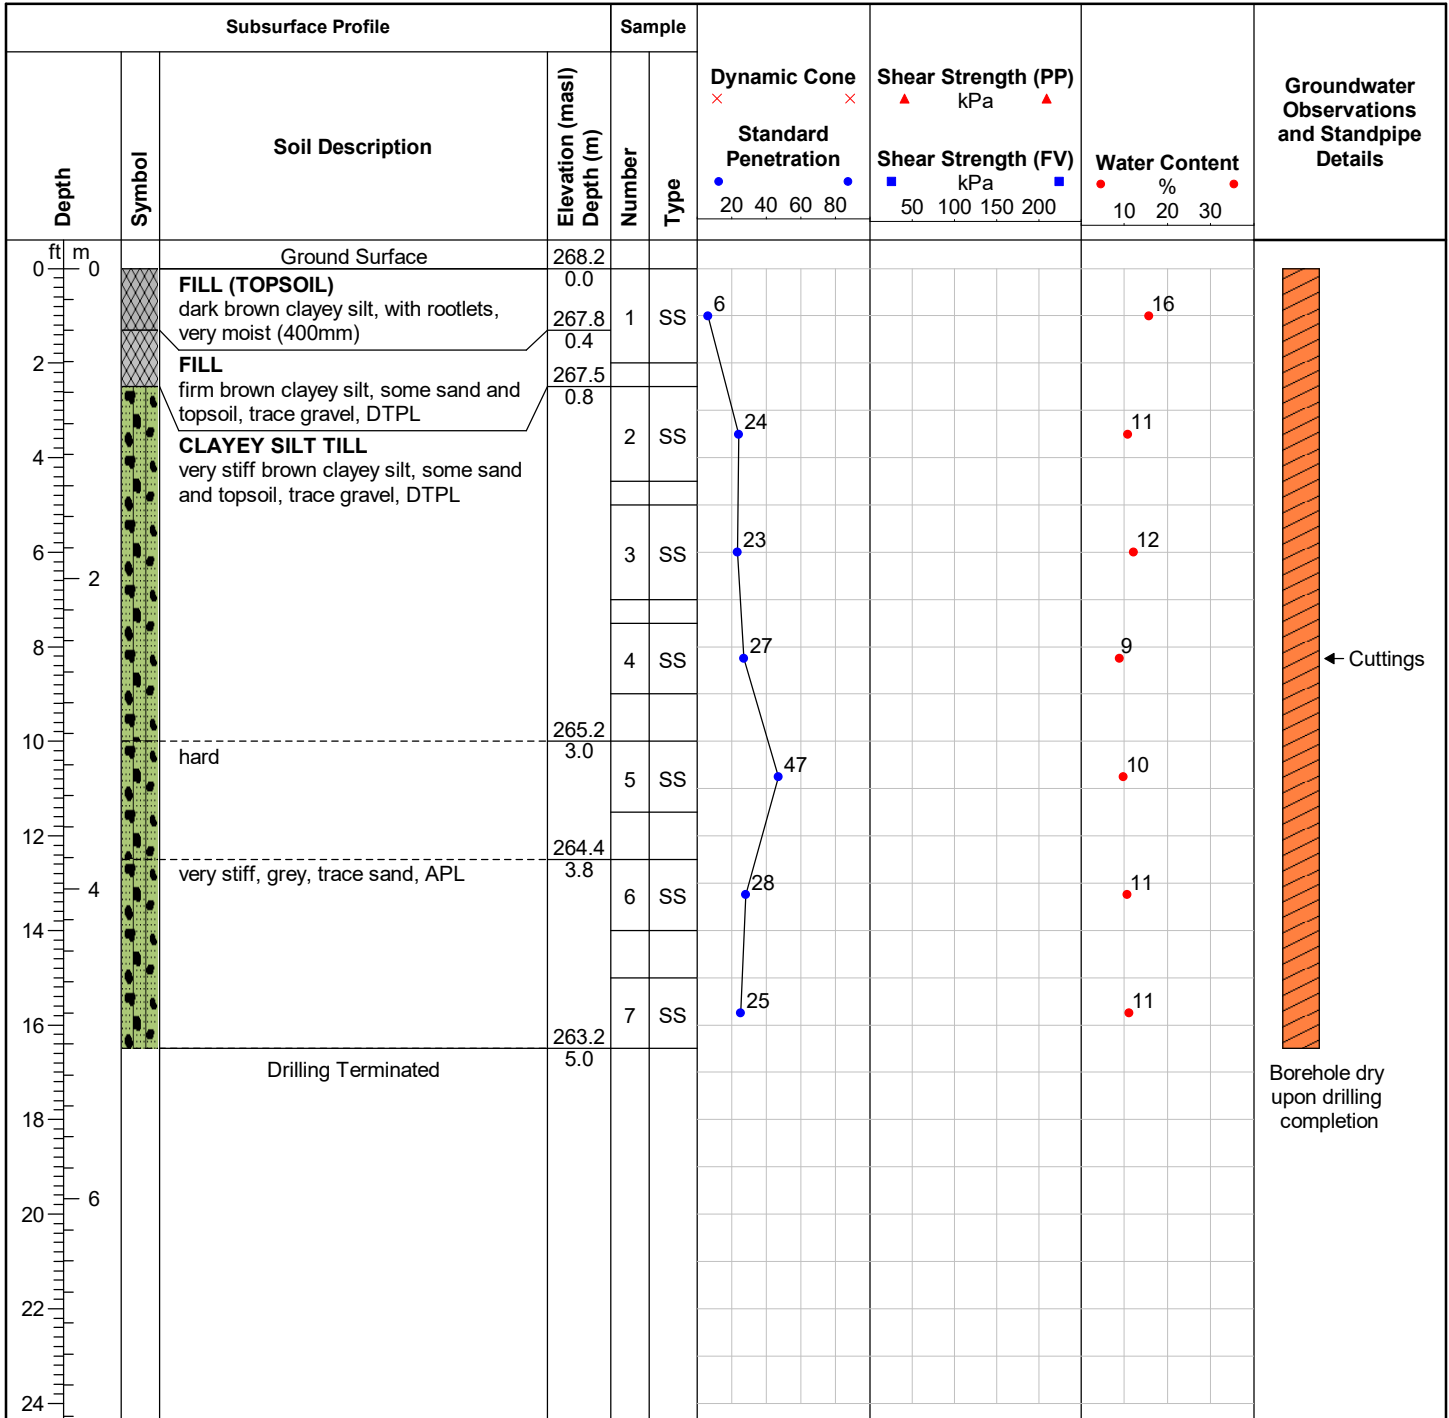 Subsurface Profile
Sample
Depth
Symbol
Soil Description
Elevation (masl)
Depth (m)
Number
Type
Dynamic Cone
Standard
Penetration
20 40 60 80
Shear Strength (PP)
kPa
Shear Strength (FV)
kPa
50 100 150 200
Water Content
%
10 20 30
Groundwater
Observations
and Standpipe
Details
ft m
Ground Surface
268.2
0 0
0.0
FILL (TOPSOIL)
dark brown clayey silt, with rootlets,
very moist (400mm)
267.8
0.4
1 SS
6
16
2
FILL
firm brown clayey silt, some sand and
topsoil, trace gravel, DTPL
267.5
0.8
CLAYEY SILT TILL
very stiff brown clayey silt, some sand
and topsoil, trace gravel, DTPL
2 SS
24
11
4
3 SS
23
12
6
2
8
4 SS
27
9
Cuttings
265.2
10
3.0
hard
5 SS
47
10
12
264.4
3.8
very stiff, grey, trace sand, APL
4
6 SS
28
11
14
7 SS
25
11
16
263.2
5.0
Drilling Terminated
Borehole dry
upon drilling
completion
18
6
20
22
24